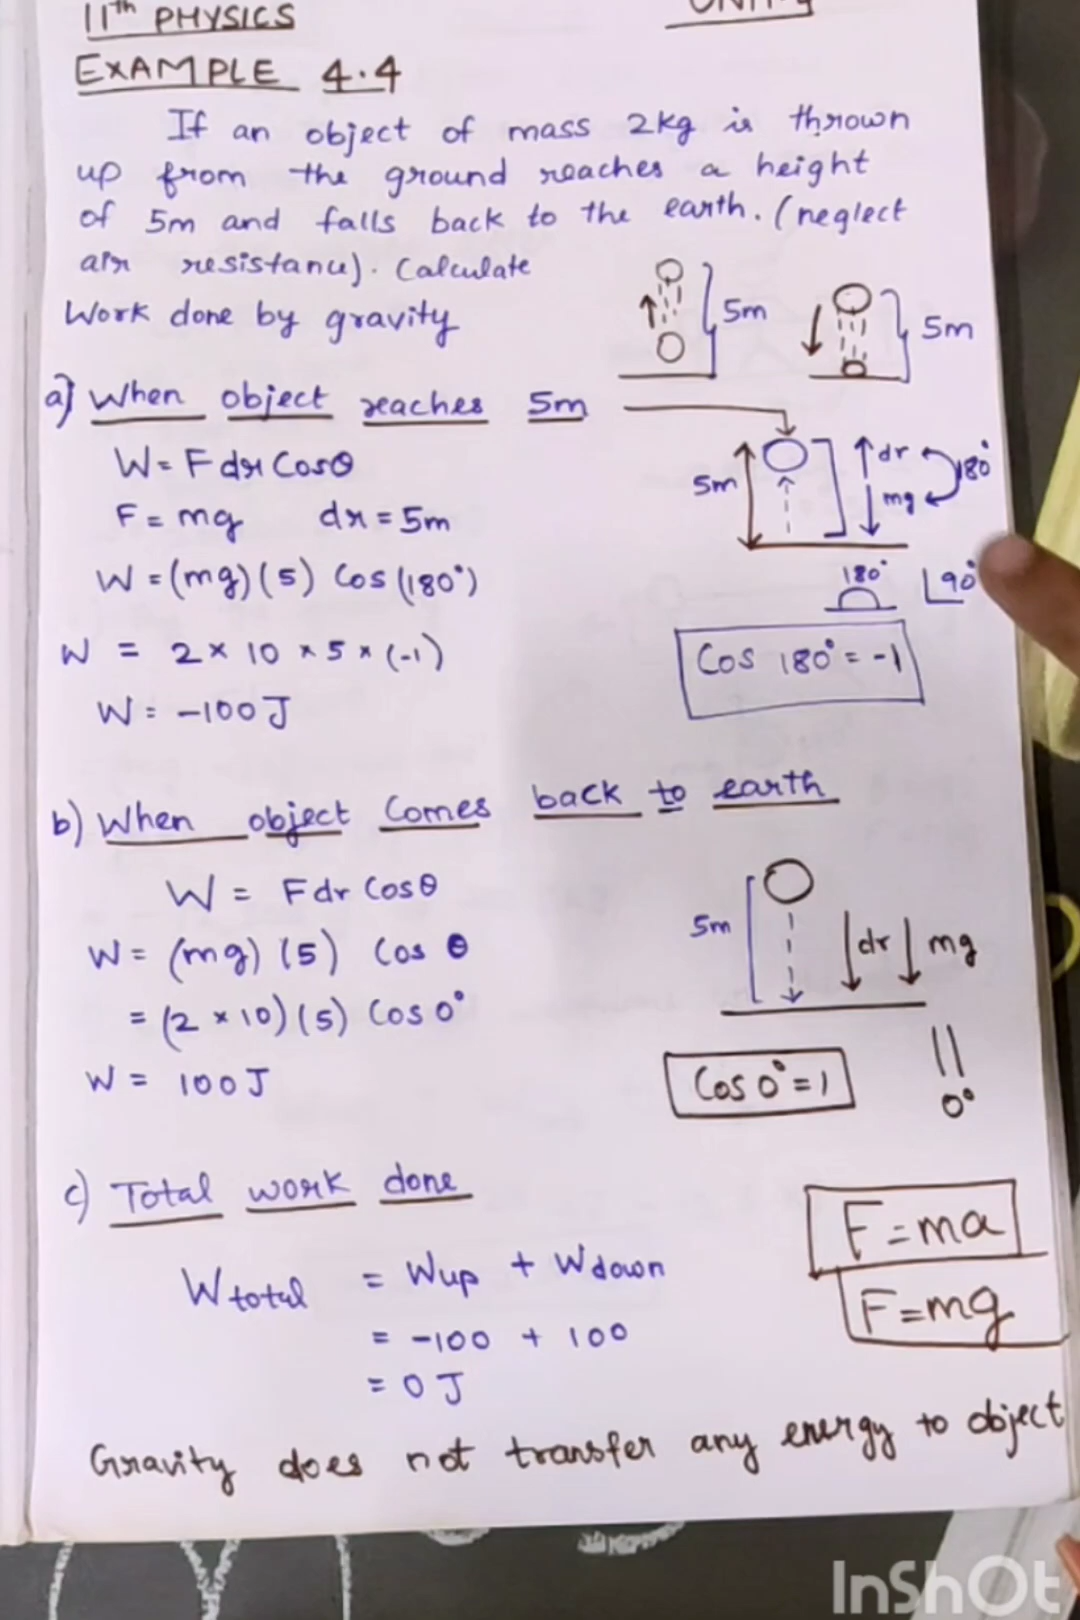 11th PHYSICS
EXAMPLE 4.4
If an object of mass 2kg is thrown
up from the ground reaches a height
of 5m and falls back to the earth. (neglect
air resistance). Calculate
Work done by gravity
5m
5m
a) When object reaches 5m
W = F dr Cosθ
F = mg dr = 5m
5m
dr
mg
180°
W = (mg) (5) Cos (180°)
180°
90°
W = 2 × 10 × 5 × (-1)
Cos 180° = -1
W = -100 J
b) When object Comes back to earth
W = Fdr Cosθ
W = (mg) (5) Cos θ
= (2 × 10) (5) Cos 0°
W = 100 J
5m
dr
mg
Cos 0° = 1
0°
c) Total work done
W total = Wup + Wdown
= -100 + 100
= 0 J
F = ma
F = mg
Gravity does not transfer any energy to object
InShOt